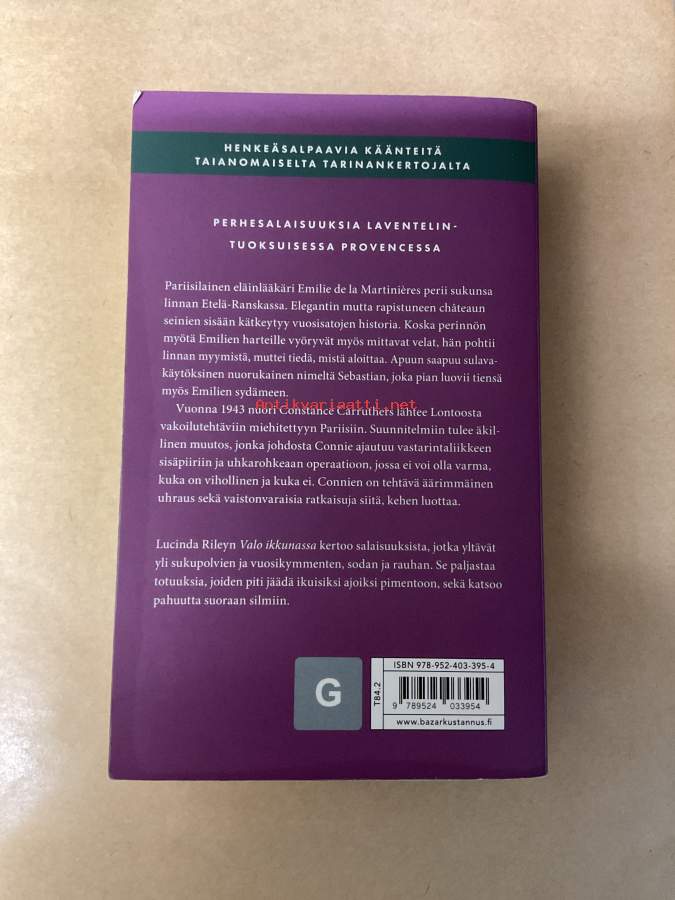 HENKEÄSALPAAVIA KÄÄNTEITÄ
TAIANOMAISELTA TARINANKERTOJALTA
PERHESALAISUUKSIA LAVENTELIN-
TUOKSUISESSA PROVENCESSA
Pariisilainen eläinlääkäri Emilie de la Martinières perii sukunsa
linnan Etelä-Ranskassa. Elegantin mutta rapistuneen châteaun
seinien sisään kätkeytyy vuosisatojen historia. Koska perinnön
myötä Emilien harteille vyöryvät myös mittavat velat, hän pohtii
linnan myymistä, muttei tiedä, mistä aloittaa. Apuun saapuu sulava-
käytöksinen nuorukainen nimeltä Sebastian, joka pian luovii tiensä
myös Emilien sydämeen.
Antikvariaatti.net
Vuonna 1943 nuori Constance Carruthers lähtee Lontoosta
vakoilutehtäviin miehitettyyn Pariisiin. Suunnitelmiin tulee äkil-
linen muutos, jonka johdosta Connie ajautuu vastarintaliikkeen
sisäpiiriin ja uhkarohkeaan operaatioon, jossa ei voi olla varma,
kuka on vihollinen ja kuka ei. Connien on tehtävä äärimmäinen
uhraus sekä vaistonvaraisia ratkaisuja siitä, kehen luottaa.
Lucinda Rileyn Valo ikkunassa kertoo salaisuuksista, jotka yltävät
yli sukupolvien ja vuosikymmenten, sodan ja rauhan. Se paljastaa
totuuksia, joiden piti jäädä ikuisiksi ajoiksi pimentoon, sekä katsoo
pahuutta suoraan silmiin.
G
T84.2
ISBN 978-952-403-395-4
9 789524 033954
www.bazarkustannus.fi